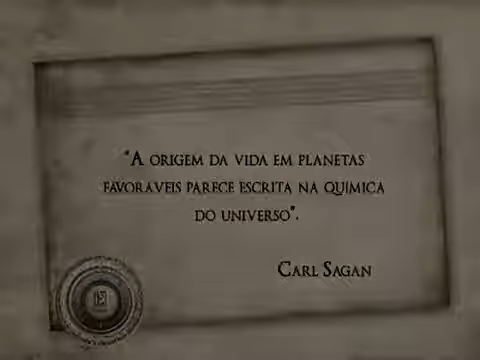 "A ORIGEM DA VIDA EM PLANETAS
FAVORAVEIS PARECE ESCRITA NA QUIMICA
DO UNIVERSO".
CARL SAGAN